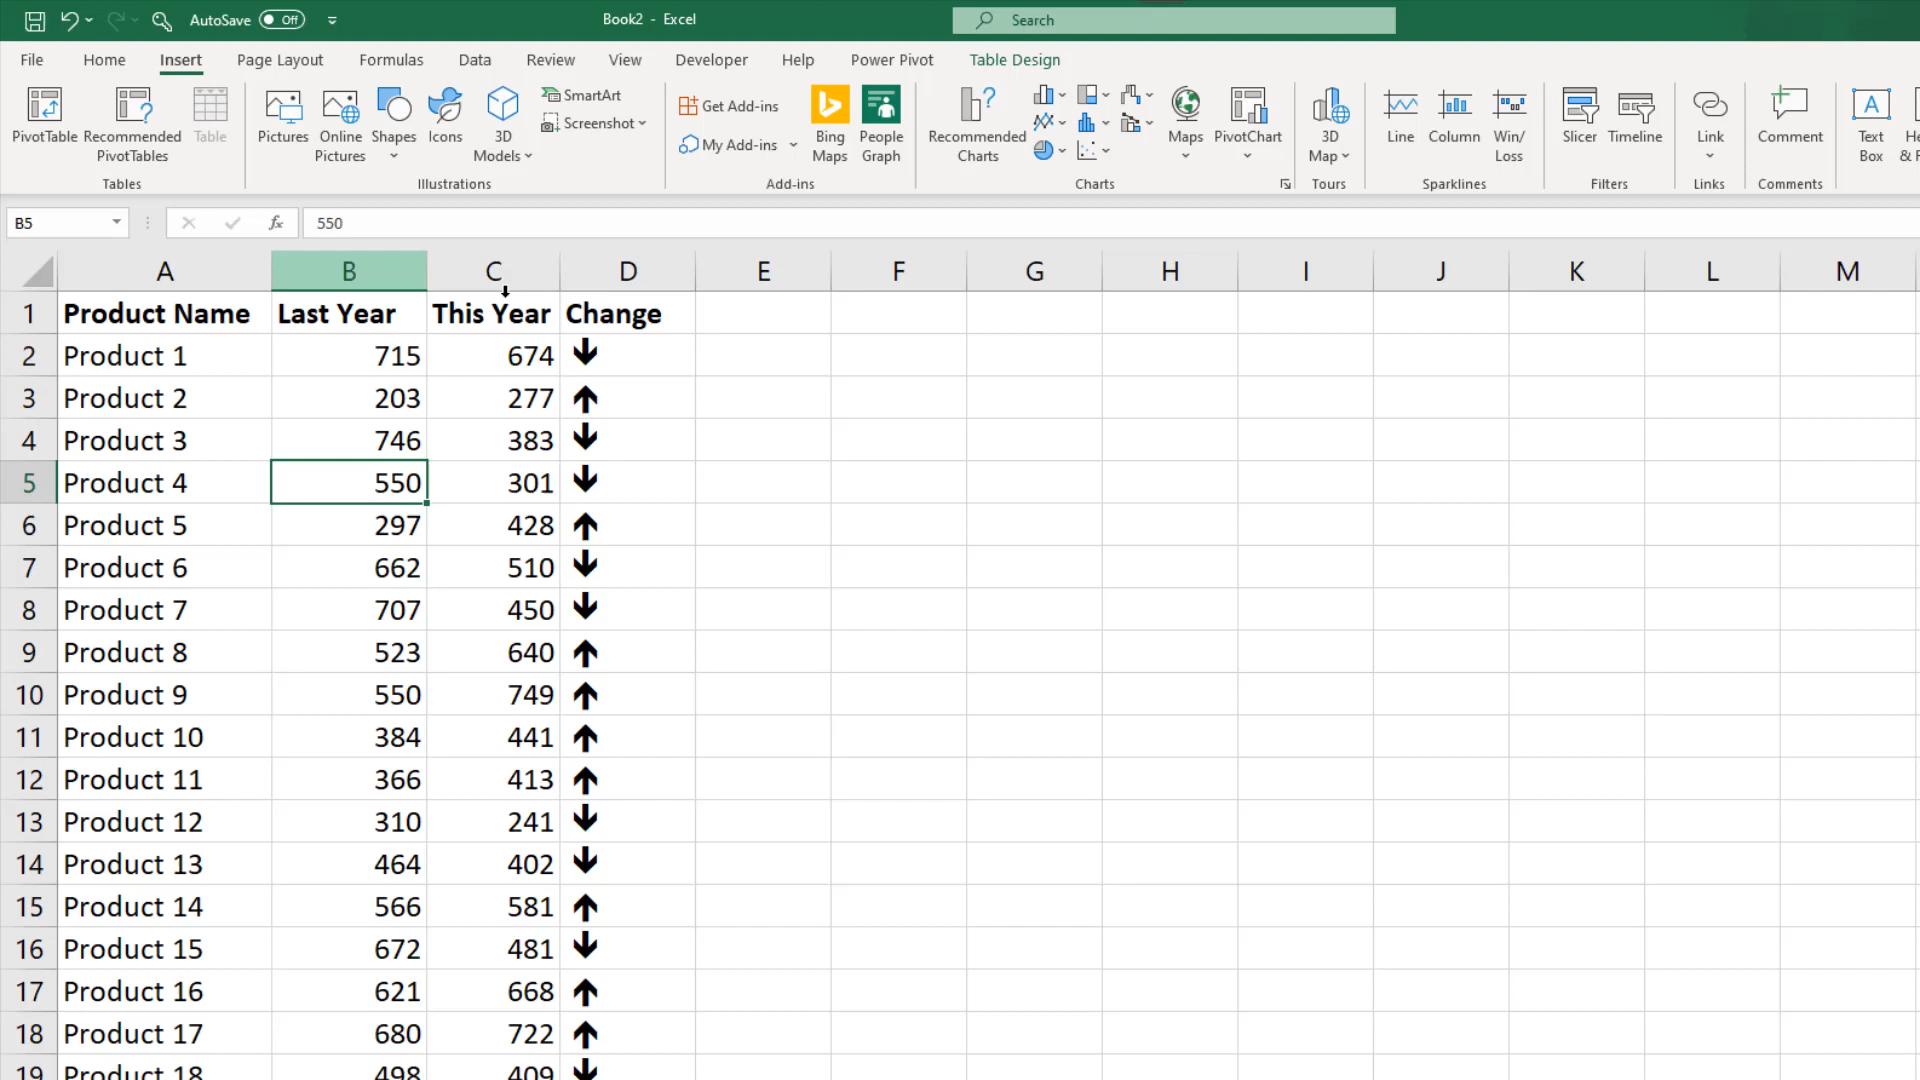 AutoSave Off
Book2 - Excel
Search
File Home Insert Page Layout Formulas Data Review View Developer Help Power Pivot Table Design
PivotTable
Recommended PivotTables
Table
Tables
Pictures
Online Pictures
Shapes
Icons
3D Models
SmartArt
Screenshot
Illustrations
Get Add-ins
My Add-ins
Bing Maps
People Graph
Add-ins
Recommended Charts
Maps
PivotChart
Charts
3D Map
Tours
Line
Column
Win/Loss
Sparklines
Slicer
Timeline
Filters
Link
Links
Comment
Comments
A
Text Box
B5
fx
550
A B C D E F G H I J K L M
1 Product Name Last Year This Year Change
2 Product 1 715 674 ↓
3 Product 2 203 277 ↑
4 Product 3 746 383 ↓
5 Product 4 550 301 ↓
6 Product 5 297 428 ↑
7 Product 6 662 510 ↓
8 Product 7 707 450 ↓
9 Product 8 523 640 ↑
10 Product 9 550 749 ↑
11 Product 10 384 441 ↑
12 Product 11 366 413 ↑
13 Product 12 310 241 ↓
14 Product 13 464 402 ↓
15 Product 14 566 581 ↑
16 Product 15 672 481 ↓
17 Product 16 621 668 ↑
18 Product 17 680 722 ↑
19 Product 18 498 409 ↓